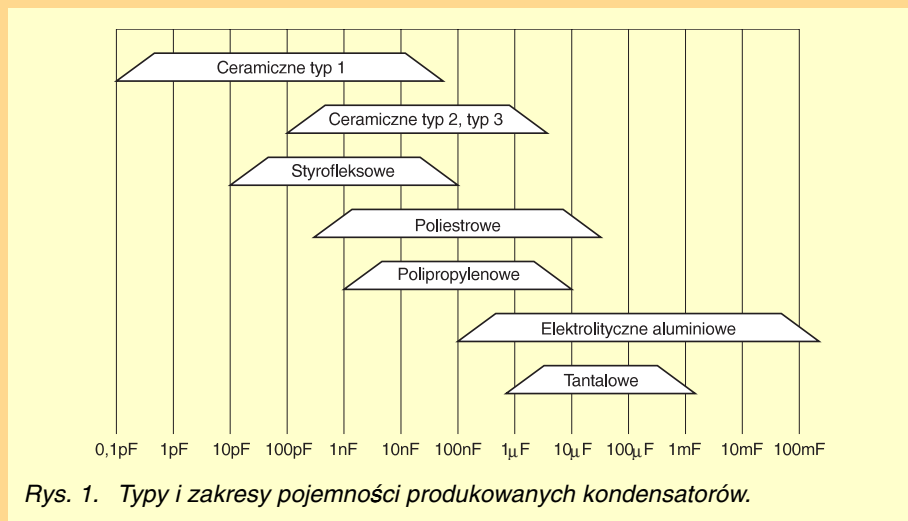 Ceramiczne typ 1
Ceramiczne typ 2, typ 3
Styrofleksowe
Poliestrowe
Polipropylenowe
Elektrolityczne aluminiowe
Tantalowe
0,1pF 1pF 10pF 100pF 1nF 10nF 100nF 1µF 10µF 100µF 1mF 10mF 100mF
Rys. 1. Typy i zakresy pojemności produkowanych kondensatorów.